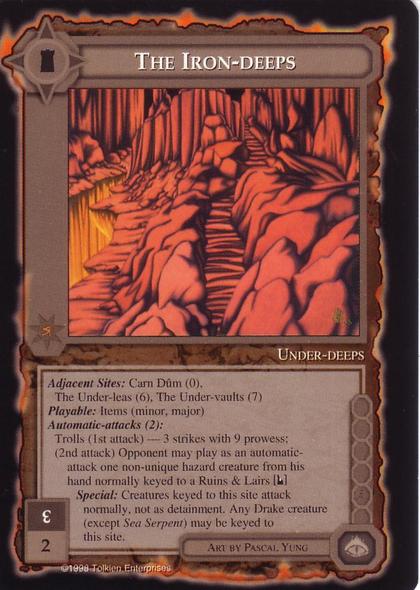 THE IRON-DEEPS
UNDER-DEEPS
Adjacent Sites: Carn Dûm (0),
The Under-leas (6), The Under-vaults (7)
Playable: Items (minor, major)
Automatic-attacks (2):
Trolls (1st attack) — 3 strikes with 9 prowess;
(2nd attack) Opponent may play as an automatic-
attack one non-unique hazard creature from his
hand normally keyed to a Ruins & Lairs [
Special: Creatures keyed to this site attack
normally, not as detainment. Any Drake creature
(except Sea Serpent) may be keyed to
this site.
2
ART BY PASCAL YUNG
©1998 Tolkien Enterprises